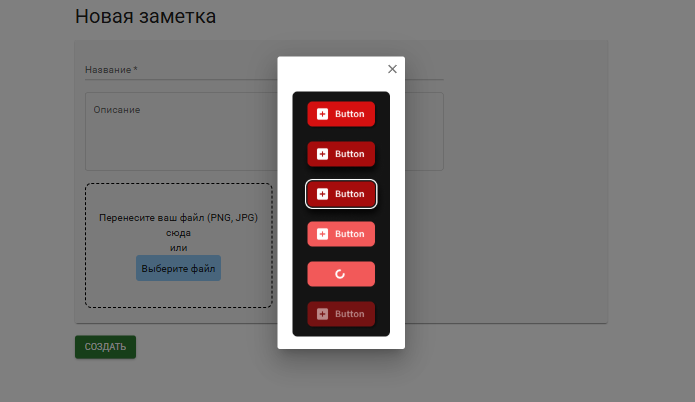 Новая заметка
Название *
Описание
Перенесите ваш файл (PNG, JPG)
сюда
или
Выберите файл
СОЗДАТЬ
Button
Button
Button
Button
Button